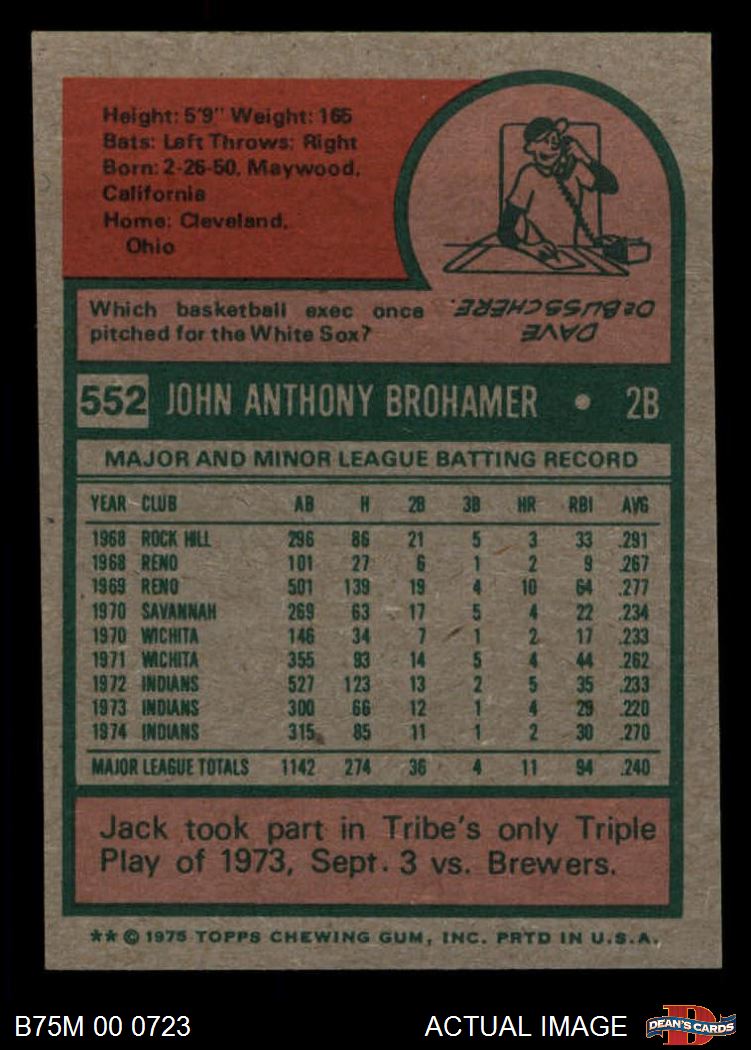 Height: 5'9" Weight: 165
Bats: Left Throws: Right
Born: 2-26-50, Maywood,
California
Home: Cleveland,
Ohio
Which basketball exec once
pitched for the White Sox?
DAVE
DeBUSSCHERE.
552 JOHN ANTHONY BROHAMER • 2B
MAJOR AND MINOR LEAGUE BATTING RECORD
YEAR CLUB AB H 2B 3B HR RBI AVG
1968 ROCK HILL 296 86 21 5 3 33 .291
1968 RENO 101 27 6 1 2 9 .267
1969 RENO 501 139 19 4 10 64 .277
1970 SAVANNAH 269 63 17 5 4 22 .234
1970 WICHITA 146 34 7 1 2 17 .233
1971 WICHITA 355 93 14 5 4 44 .262
1972 INDIANS 527 123 13 2 5 35 .233
1973 INDIANS 300 66 12 1 4 29 .220
1974 INDIANS 315 85 11 1 2 30 .270
MAJOR LEAGUE TOTALS 1142 274 36 4 11 94 .240
Jack took part in Tribe's only Triple
Play of 1973, Sept. 3 vs. Brewers.
** © 1975 TOPPS CHEWING GUM, INC. PRTD IN U.S.A.
B75M 00 0723 ACTUAL IMAGE DEAN'S CARDS